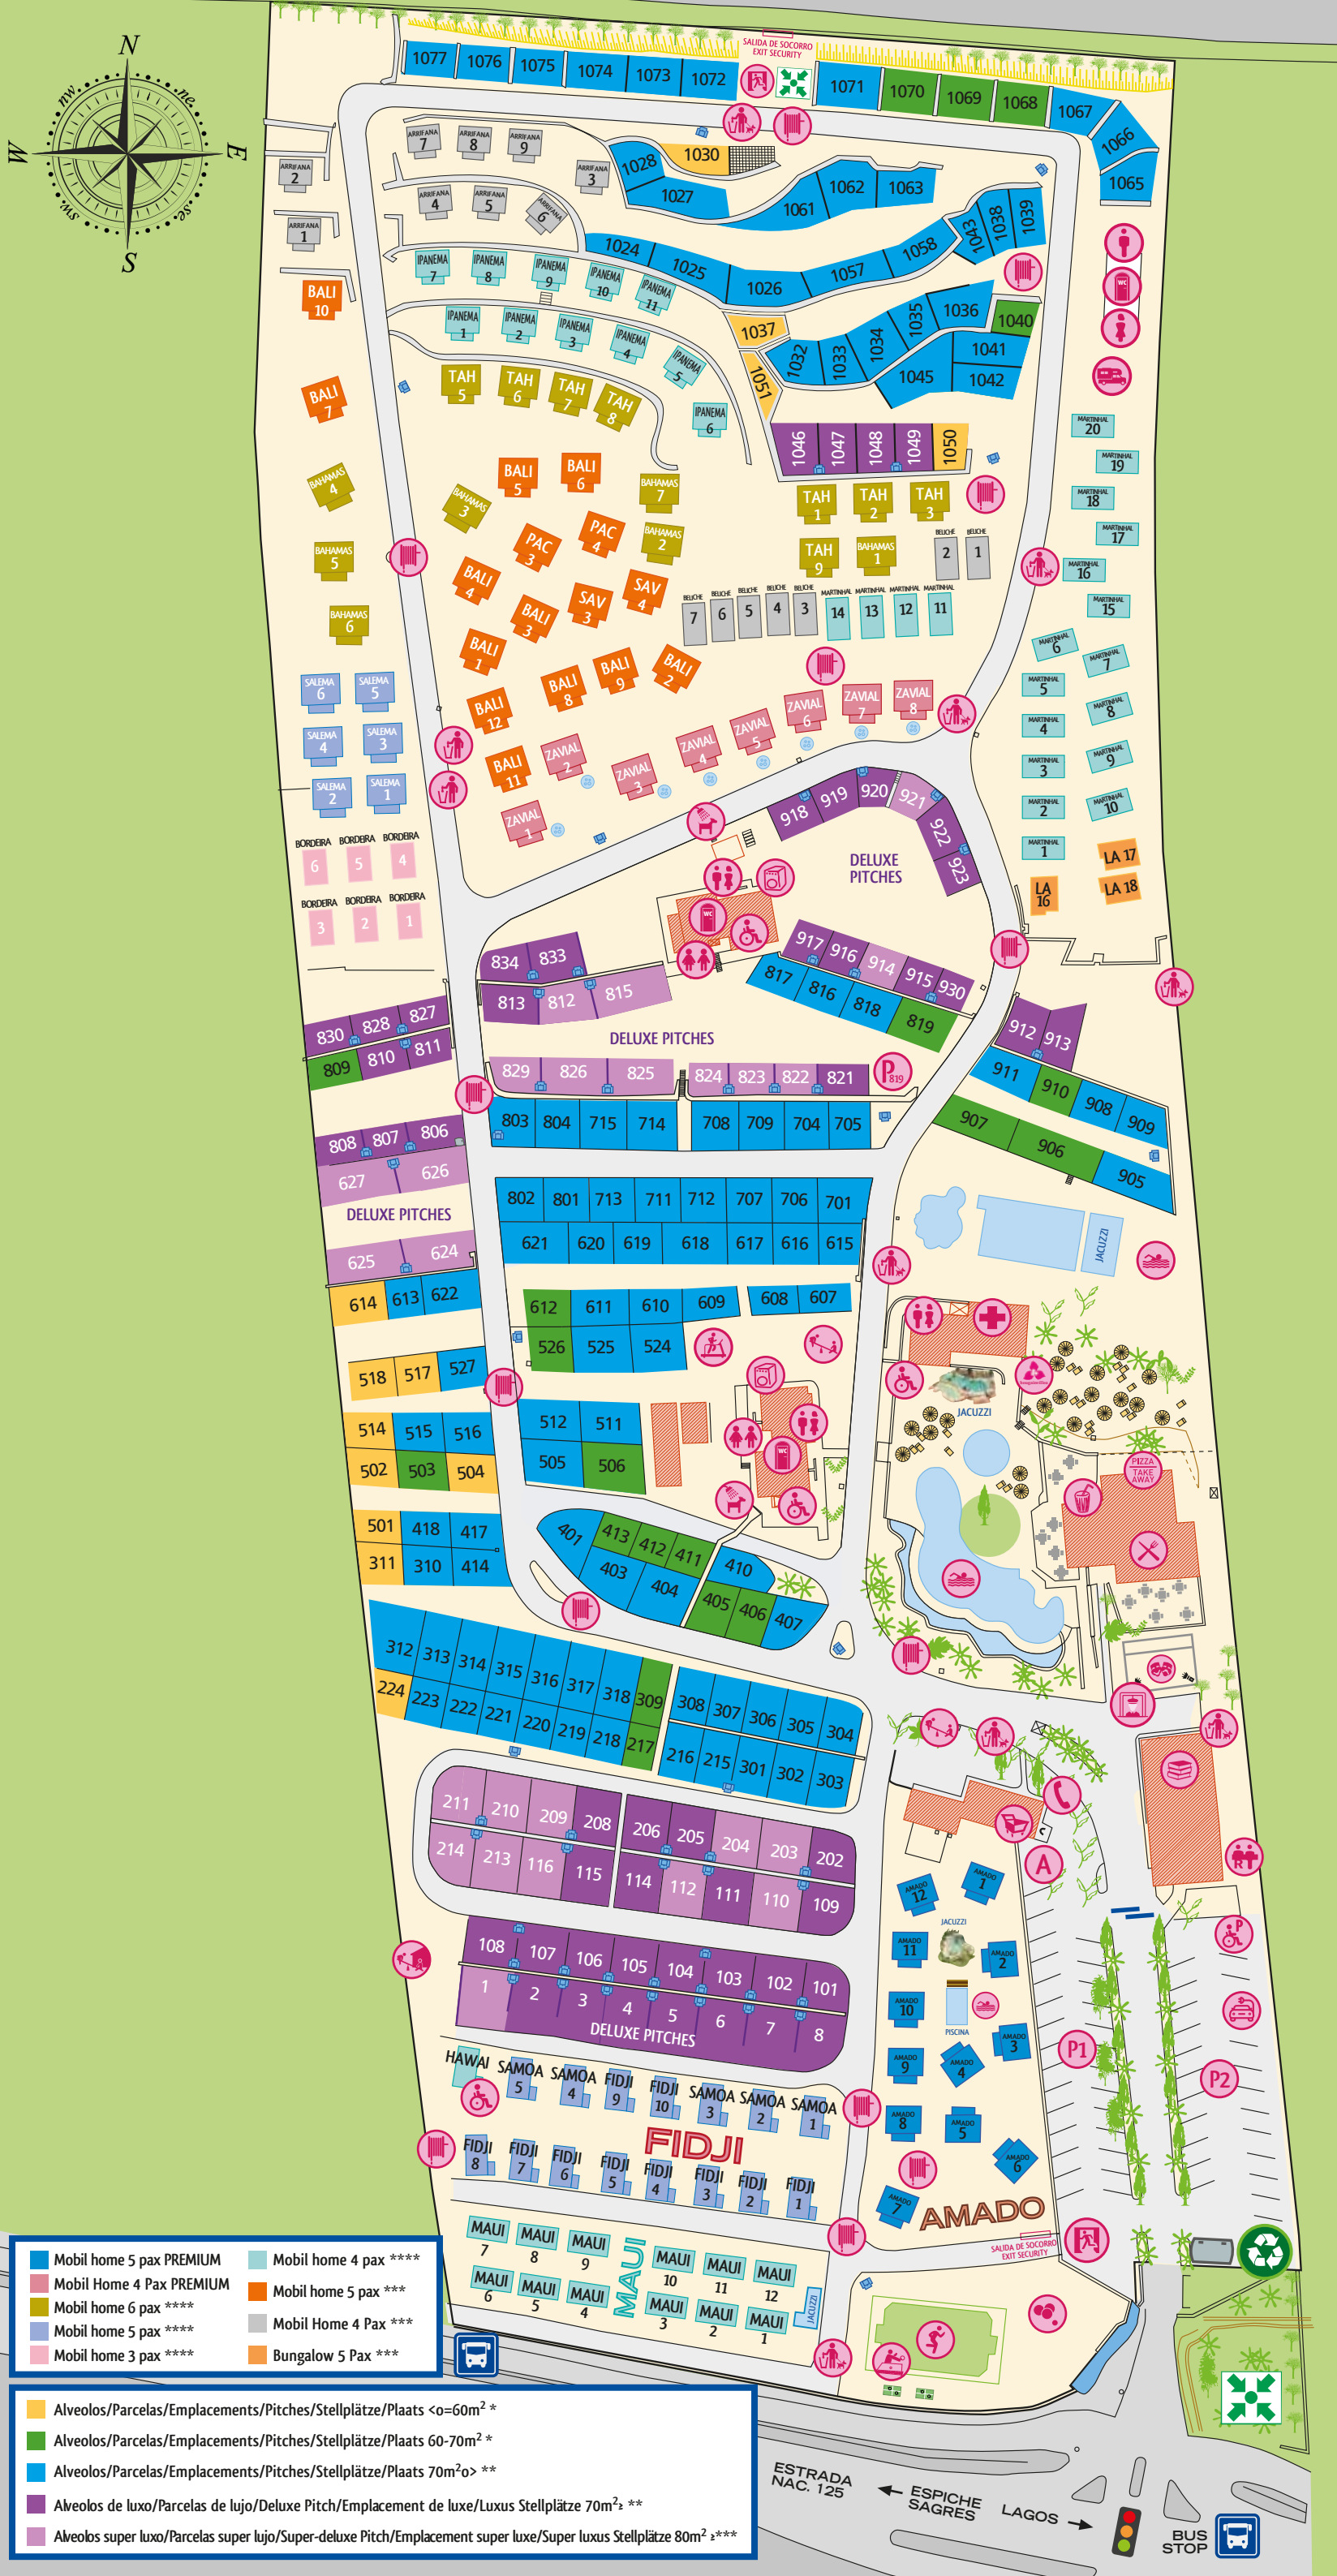 N
nw.
ne.
W
E
sw.
se.
S
SALIDA DE SOCORRO
EXIT SECURITY
1077
1076
1075
1074
1073
1072
1071
1070
1069
1068
1067
1066
1065
ARRIFANA
7
ARRIFANA
8
ARRIFANA
9
ARRIFANA
3
ARRIFANA
2
ARRIFANA
4
ARRIFANA
5
ARRIFANA
6
ARRIFANA
1
1028
1030
1027
1061
1062
1063
1024
1025
1026
1057
1058
1043
1038
1039
WC
IPANEMA
7
IPANEMA
8
IPANEMA
9
IPANEMA
10
IPANEMA
11
BALI
10
IPANEMA
1
IPANEMA
2
IPANEMA
3
IPANEMA
4
IPANEMA
5
IPANEMA
6
1037
1051
1032
1033
1034
1035
1036
1040
1041
1045
1042
BALI
7
TAH
5
TAH
6
TAH
7
TAH
8
1046
1047
1048
1049
1050
MARTINHAL
20
MARTINHAL
19
MARTINHAL
18
MARTINHAL
17
MARTINHAL
16
MARTINHAL
15
BAHAMAS
4
BAHAMAS
3
BALI
5
BALI
6
BAHAMAS
7
TAH
1
TAH
2
TAH
3
BAHAMAS
5
PAC
3
PAC
4
BAHAMAS
2
TAH
9
BAHAMAS
1
BELICHE
2
BELICHE
1
BAHAMAS
6
BALI
4
BALI
3
SAV
3
SAV
4
BELICHE
7
BELICHE
6
BELICHE
5
BELICHE
4
BELICHE
3
MARTINHAL
14
MARTINHAL
13
MARTINHAL
12
MARTINHAL
11
MARTINHAL
6
MARTINHAL
7
MARTINHAL
5
MARTINHAL
8
MARTINHAL
4
MARTINHAL
9
MARTINHAL
3
MARTINHAL
10
MARTINHAL
2
MARTINHAL
1
SALEMA
6
SALEMA
5
SALEMA
4
SALEMA
3
SALEMA
2
SALEMA
1
BALI
1
BALI
12
BALI
8
BALI
9
BALI
2
BALI
11
ZAVIAL
1
ZAVIAL
2
ZAVIAL
3
ZAVIAL
4
ZAVIAL
5
ZAVIAL
6
ZAVIAL
7
ZAVIAL
8
BORDEIRA
6
BORDEIRA
5
BORDEIRA
4
BORDEIRA
3
BORDEIRA
2
BORDEIRA
1
918
919
920
921
922
923
DELUXE
PITCHES
LA 17
LA
16
LA 18
WC
834
833
813
812
815
917
916
914
915
930
817
816
818
819
DELUXE PITCHES
830
828
827
809
810
811
912
913
911
910
908
909
829
826
825
824
823
822
821
P
819
803
804
715
714
708
709
704
705
907
906
905
808
807
806
627
626
DELUXE PITCHES
625
624
614
613
622
802
801
713
711
712
707
706
701
621
620
619
618
617
616
615
JACUZZI
612
611
610
609
608
607
526
525
524
518
517
527
514
515
516
502
503
504
512
511
505
506
WC
JACUZZI
PIZZA
TAKE
AWAY
501
418
417
311
310
414
401
413
412
411
410
403
404
405
406
407
312
313
314
315
316
317
318
309
308
307
306
305
304
224
223
222
221
220
219
218
217
216
215
301
302
303
211
210
209
208
206
205
204
203
202
214
213
116
115
114
112
111
110
109
A
R
108
107
106
105
104
103
102
101
1
2
3
4
5
6
7
8
DELUXE PITCHES
AMADO
12
AMADO
1
JACUZZI
AMADO
11
AMADO
2
AMADO
10
PISCINA
AMADO
3
AMADO
9
AMADO
4
AMADO
8
AMADO
5
AMADO
6
AMADO
7
AMADO
P
P1
P2
HAWAI
SAMOA
5
SAMOA
4
FIDJI
9
FIDJI
10
SAMOA
3
SAMOA
2
SAMOA
1
FIDJI
FIDJI
8
FIDJI
7
FIDJI
6
FIDJI
5
FIDJI
4
FIDJI
3
FIDJI
2
FIDJI
1
SALIDA DE SOCORRO
EXIT SECURITY
MAUI
7
MAUI
8
MAUI
9
MAUI
MAUI
10
MAUI
11
MAUI
12
MAUI
6
MAUI
5
MAUI
4
MAUI
3
MAUI
2
MAUI
1
JACUZZI
Mobil home 5 pax PREMIUM
Mobil Home 4 Pax PREMIUM
Mobil home 6 pax ****
Mobil home 5 pax ****
Mobil home 3 pax ****
Mobil home 4 pax ****
Mobil home 5 pax ***
Mobil Home 4 Pax ***
Bungalow 5 Pax ***
Alveolos/Parcelas/Emplacements/Pitches/Stellplätze/Plaats <o=60m² *
Alveolos/Parcelas/Emplacements/Pitches/Stellplätze/Plaats 60-70m² *
Alveolos/Parcelas/Emplacements/Pitches/Stellplätze/Plaats 70m²o> **
Alveolos de luxo/Parcelas de lujo/Deluxe Pitch/Emplacement de luxe/Luxus Stellplätze 70m²≥ **
Alveolos super luxo/Parcelas super lujo/Super-deluxe Pitch/Emplacement super luxe/Super luxus Stellplätze 80m² ≥***
ESTRADA
NAC. 125
ESPICHE
SAGRES
LAGOS
BUS
STOP